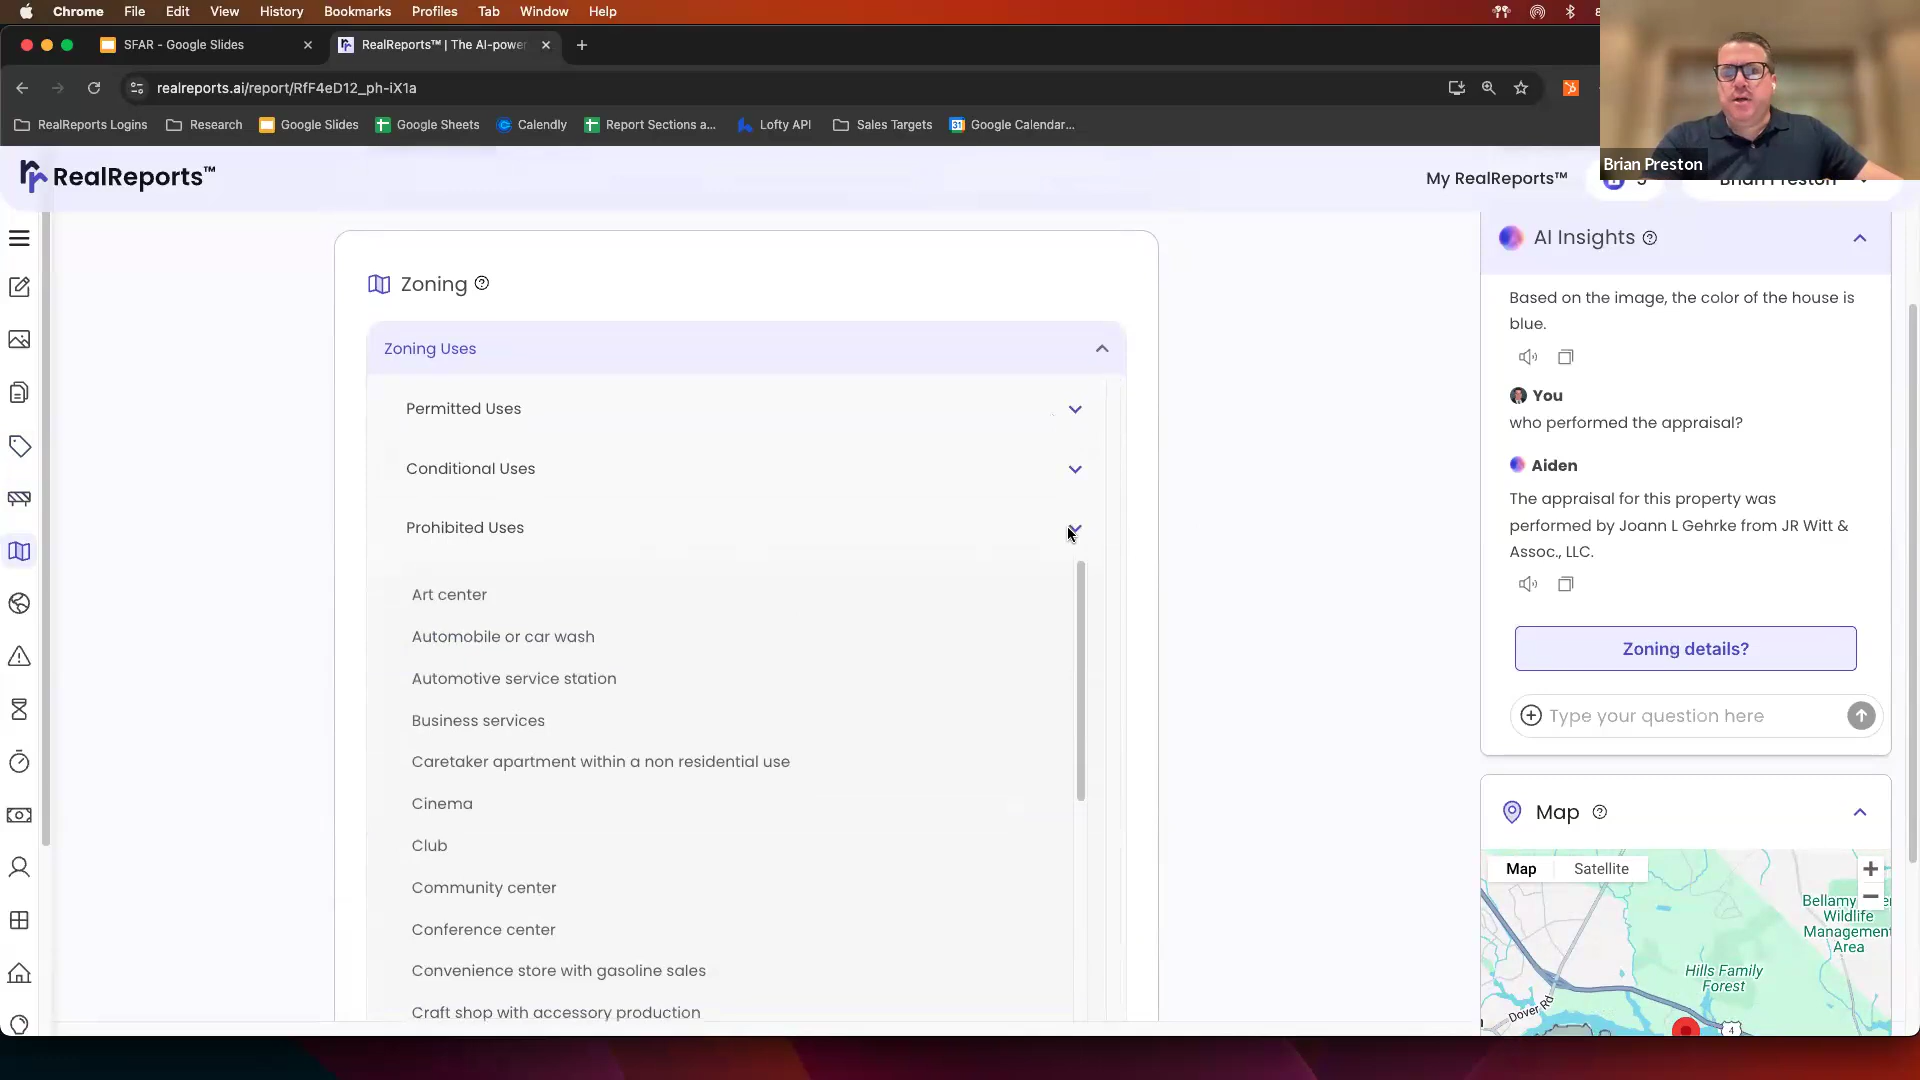 Chrome File Edit View History Bookmarks Profiles Tab Window Help
SFAR - Google Slides
RealReports™ | The AI-power
realreports.ai/report/RfF4eD12_ph-iX1a
RealReports Logins Research Google Slides Google Sheets Calendly Report Sections a... Lofty API Sales Targets Google Calendar...
Brian Preston
RealReports™
My RealReports™
Brian Preston
Zoning
Zoning Uses
Permitted Uses
Conditional Uses
Prohibited Uses
Art center
Automobile or car wash
Automotive service station
Business services
Caretaker apartment within a non residential use
Cinema
Club
Community center
Conference center
Convenience store with gasoline sales
Craft shop with accessory production
AI Insights
Based on the image, the color of the house is
blue.
You
who performed the appraisal?
Aiden
The appraisal for this property was
performed by Joann L Gehrke from JR Witt &
Assoc., LLC.
Zoning details?
Type your question here
Map
Map Satellite
Bellamy
Wildlife
Management
Area
Hills Family
Forest
Dover Rd
4